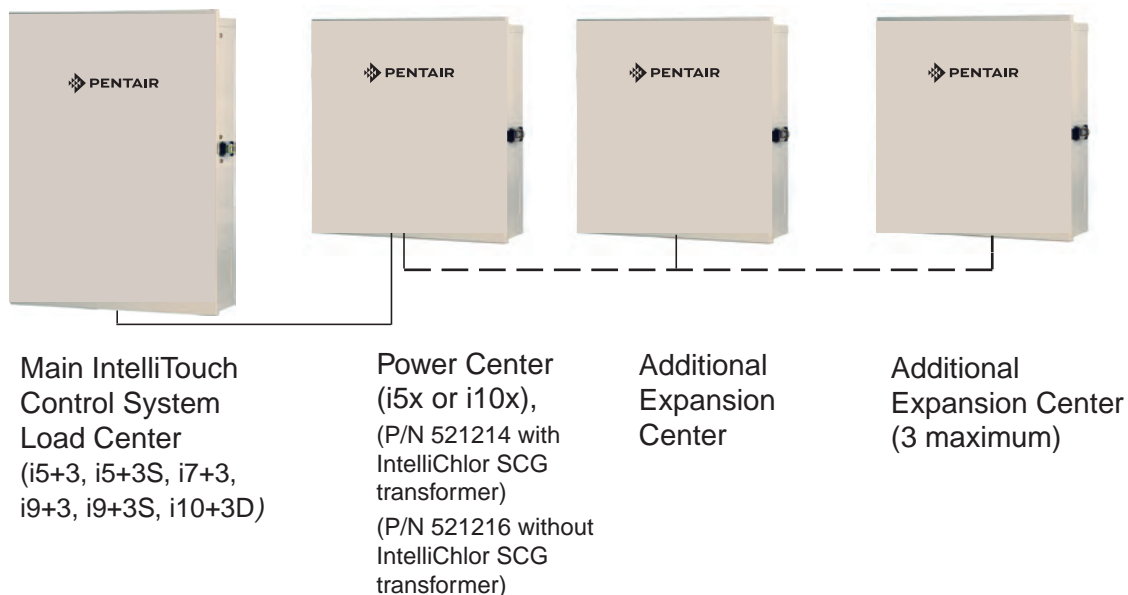 PENTAIR
PENTAIR
PENTAIR
PENTAIR
Main IntelliTouch
Control System
Load Center
(i5+3, i5+3S, i7+3,
i9+3, i9+3S, i10+3D)
Power Center
(i5x or i10x),
(P/N 521214 with
IntelliChlor SCG
transformer)
(P/N 521216 without
IntelliChlor SCG
transformer)
Additional
Expansion
Center
Additional
Expansion Center
(3 maximum)